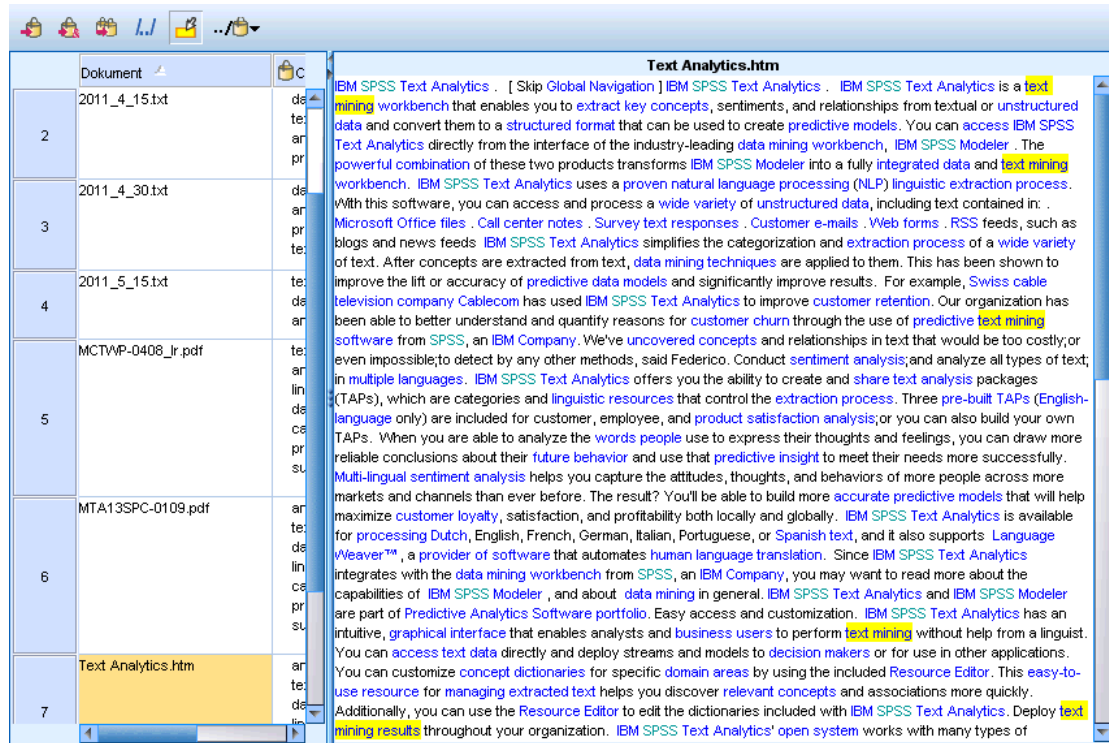 /../
../
Dokument
C
2
2011_4_15.txt
da
te
an
pr
3
2011_4_30.txt
da
an
pr
te
4
2011_5_15.txt
te
da
an
5
MCTWP-0408_lr.pdf
te
an
lin
da
ca
pr
su
6
MTA13SPC-0109.pdf
an
te
da
lin
ca
pr
su
7
Text Analytics.htm
an
te
da
lin
Text Analytics.htm
IBM SPSS Text Analytics . [ Skip Global Navigation ] IBM SPSS Text Analytics . IBM SPSS Text Analytics is a text
mining workbench that enables you to extract key concepts, sentiments, and relationships from textual or unstructured
data and convert them to a structured format that can be used to create predictive models. You can access IBM SPSS
Text Analytics directly from the interface of the industry-leading data mining workbench, IBM SPSS Modeler . The
powerful combination of these two products transforms IBM SPSS Modeler into a fully integrated data and text mining
workbench. IBM SPSS Text Analytics uses a proven natural language processing (NLP) linguistic extraction process.
With this software, you can access and process a wide variety of unstructured data, including text contained in: .
Microsoft Office files . Call center notes . Survey text responses . Customer e-mails . Web forms . RSS feeds, such as
blogs and news feeds IBM SPSS Text Analytics simplifies the categorization and extraction process of a wide variety
of text. After concepts are extracted from text, data mining techniques are applied to them. This has been shown to
improve the lift or accuracy of predictive data models and significantly improve results. For example, Swiss cable
television company Cablecom has used IBM SPSS Text Analytics to improve customer retention. Our organization has
been able to better understand and quantify reasons for customer churn through the use of predictive text mining
software from SPSS, an IBM Company. We've uncovered concepts and relationships in text that would be too costly;or
even impossible;to detect by any other methods, said Federico. Conduct sentiment analysis;and analyze all types of text;
in multiple languages. IBM SPSS Text Analytics offers you the ability to create and share text analysis packages
(TAPs), which are categories and linguistic resources that control the extraction process. Three pre-built TAPs (English-
language only) are included for customer, employee, and product satisfaction analysis;or you can also build your own
TAPs. When you are able to analyze the words people use to express their thoughts and feelings, you can draw more
reliable conclusions about their future behavior and use that predictive insight to meet their needs more successfully.
Multi-lingual sentiment analysis helps you capture the attitudes, thoughts, and behaviors of more people across more
markets and channels than ever before. The result? You'll be able to build more accurate predictive models that will help
maximize customer loyalty, satisfaction, and profitability both locally and globally. IBM SPSS Text Analytics is available
for processing Dutch, English, French, German, Italian, Portuguese, or Spanish text, and it also supports Language
Weaver™ , a provider of software that automates human language translation. Since IBM SPSS Text Analytics
integrates with the data mining workbench from SPSS, an IBM Company, you may want to read more about the
capabilities of IBM SPSS Modeler , and about data mining in general. IBM SPSS Text Analytics and IBM SPSS Modeler
are part of Predictive Analytics Software portfolio. Easy access and customization. IBM SPSS Text Analytics has an
intuitive, graphical interface that enables analysts and business users to perform text mining without help from a linguist.
You can access text data directly and deploy streams and models to decision makers or for use in other applications.
You can customize concept dictionaries for specific domain areas by using the included Resource Editor. This easy-to-
use resource for managing extracted text helps you discover relevant concepts and associations more quickly.
Additionally, you can use the Resource Editor to edit the dictionaries included with IBM SPSS Text Analytics. Deploy text
mining results throughout your organization. IBM SPSS Text Analytics' open system works with many types of